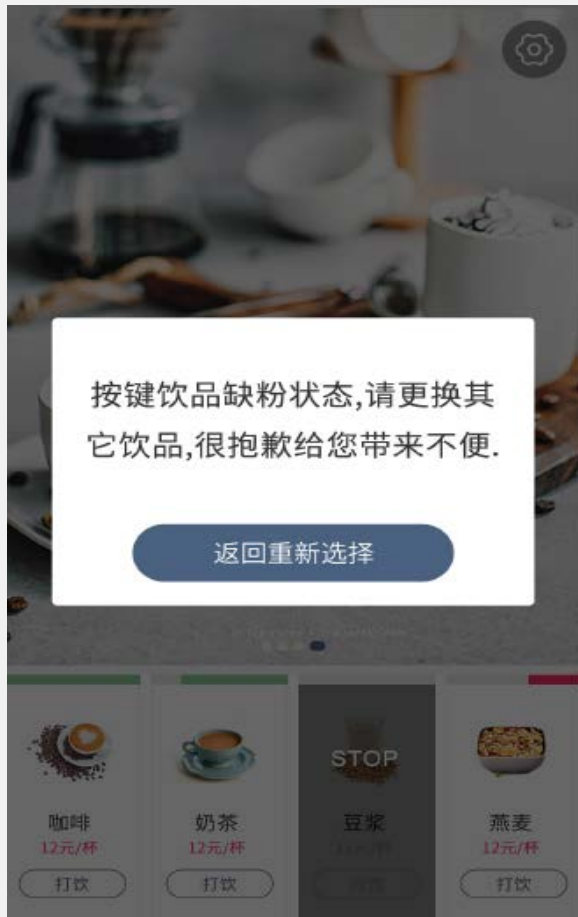 按键饮品缺粉状态,请更换其
它饮品,很抱歉给您带来不便.
返回重新选择
STOP
咖啡
奶茶
豆浆
燕麦
12元/杯
12元/杯
12元/杯
打饮
打饮
打饮